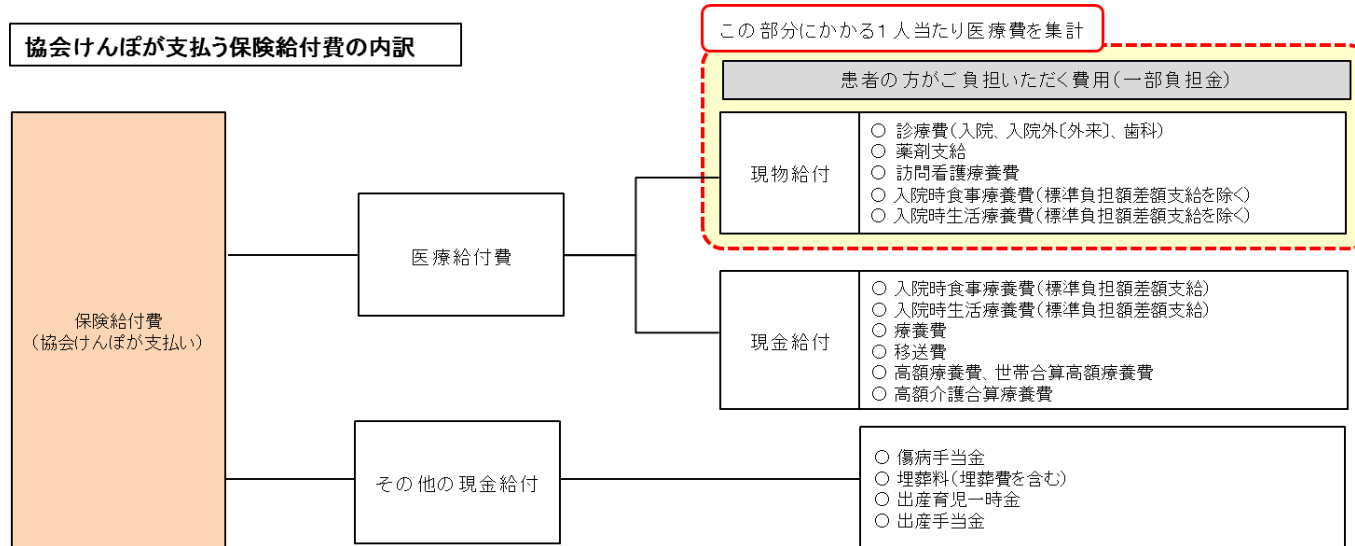 この部分にかかる1人当たり医療費を集計
協会けんぽが支払う保険給付費の内訳
患者の方がご負担いただく費用(一部負担金)
保険給付費
(協会けんぽが支払い)
医療給付費
現物給付
○ 診療費(入院、入院外〔外来〕、歯科)
○ 薬剤支給
○ 訪問看護療養費
○ 入院時食事療養費(標準負担額差額支給を除く)
○ 入院時生活療養費(標準負担額差額支給を除く)
現金給付
○ 入院時食事療養費(標準負担額差額支給)
○ 入院時生活療養費(標準負担額差額支給)
○ 療養費
○ 移送費
○ 高額療養費、世帯合算高額療養費
○ 高額介護合算療養費
その他の現金給付
○ 傷病手当金
○ 埋葬料(埋葬費を含む)
○ 出産育児一時金
○ 出産手当金